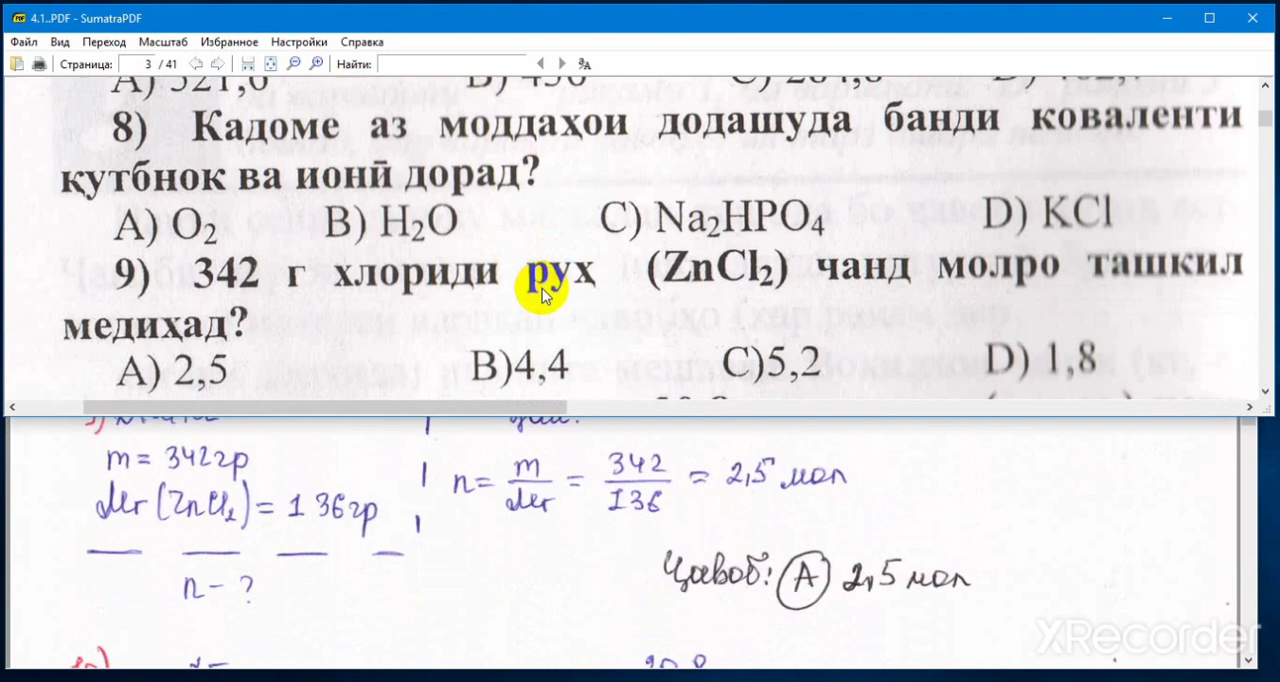 4.1..PDF - SumatraPDF
Файл Вид Переход Масштаб Избранное Настройки Справка
Страница: 3 / 41 Найти:
8) Кадоме аз моддаҳои додашуда банди коваленти
қутбнок ва ионӣ дорад?
A) O₂ B) H₂O C) Na₂HPO₄ D) KCl
9) 342 г хлориди руҳ (ZnCl₂) чанд молро ташкил
медиҳад?
A) 2,5 B)4,4 C)5,2 D) 1,8
m = 342гр
Mr (ZnCl₂) = 136гр
n - ?
n = m/Mr = 342/136 = 2,5 мол
Ҷавоб: A 2,5 мол
XRecorder